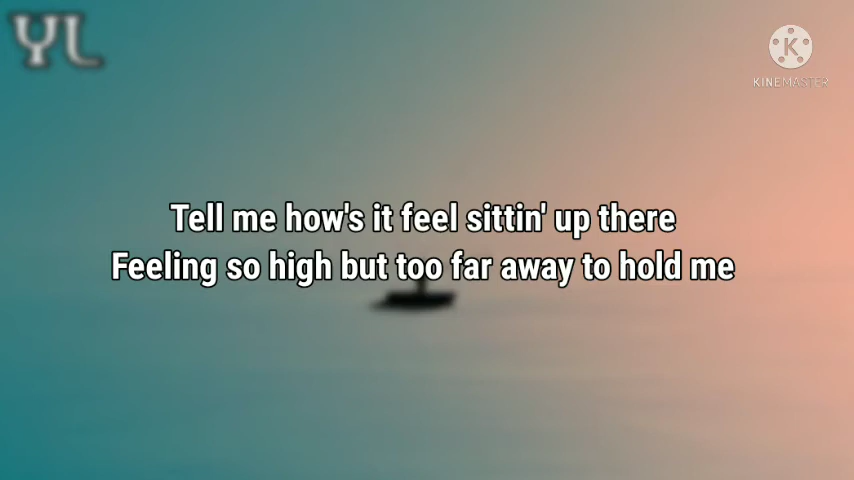 YL
KINEMASTER
Tell me how's it feel sittin' up there
Feeling so high but too far away to hold me